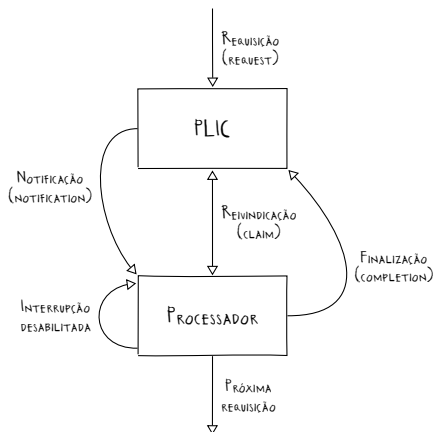 Requisição
(request)
PLIC
Notificação
(notification)
Reivindicação
(claim)
Finalização
(completion)
Interrupção
desabilitada
Processador
Próxima
requisição